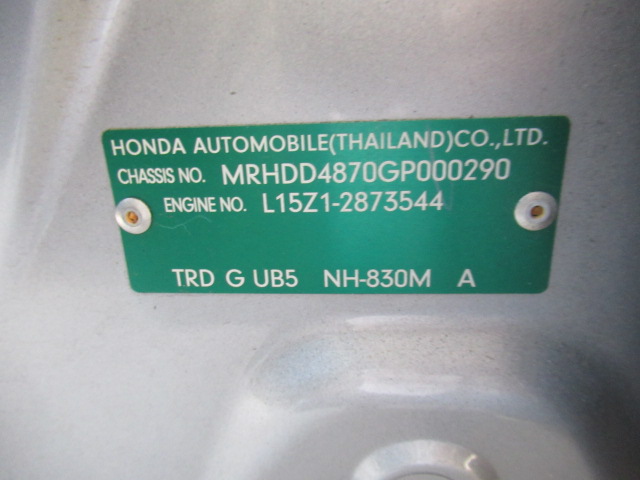 HONDA AUTOMOBILE(THAILAND)CO.,LTD.
CHASSIS NO. MRHDD4870GP000290
ENGINE NO. L15Z1-2873544
TRD G UB5 NH-830M A